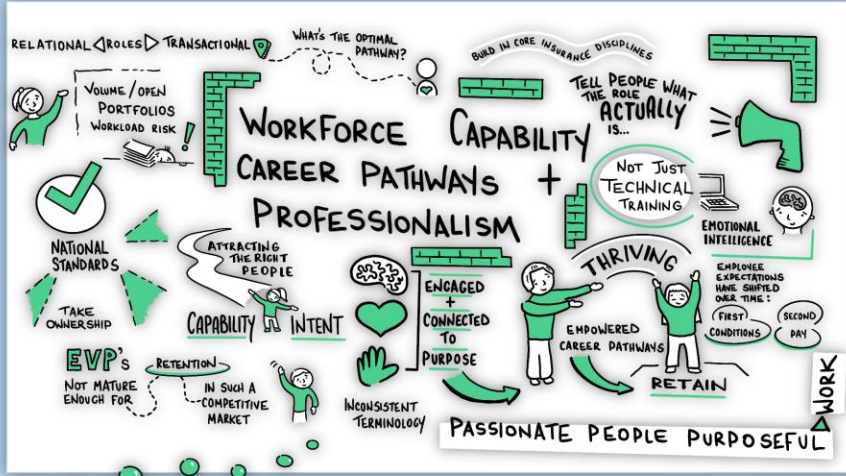 RELATIONAL ROLES TRANSACTIONAL
WHAT'S THE OPTIMAL
PATHWAY?
BUILD IN CORE INSURANCE DISCIPLINES
VOLUME/OPEN
PORTFOLIOS
WORKLOAD RISK
!
TELL PEOPLE WHAT
THE ROLE
ACTUALLY
IS...
WORKFORCE CAPABILITY
CAREER PATHWAYS +
PROFESSIONALISM
NOT JUST
TECHNICAL
TRAINING
EMOTIONAL
INTELLIGENCE
NATIONAL
STANDARDS
TAKE
OWNERSHIP
ATTRACTING
THE RIGHT
PEOPLE
CAPABILITY INTENT
ENGAGED
+
CONNECTED
TO
PURPOSE
THRIVING
EMPOWERED
CAREER PATHWAYS
RETAIN
EMPLOYEE
EXPECTATIONS
HAVE SHIFTED
OVER TIME:
FIRST
CONDITIONS
SECOND
PAY
EVP's
NOT MATURE
ENOUGH FOR
RETENTION
IN SUCH A
COMPETITIVE
MARKET
INCONSISTENT
TERMINOLOGY
PASSIONATE PEOPLE PURPOSEFUL
WORK